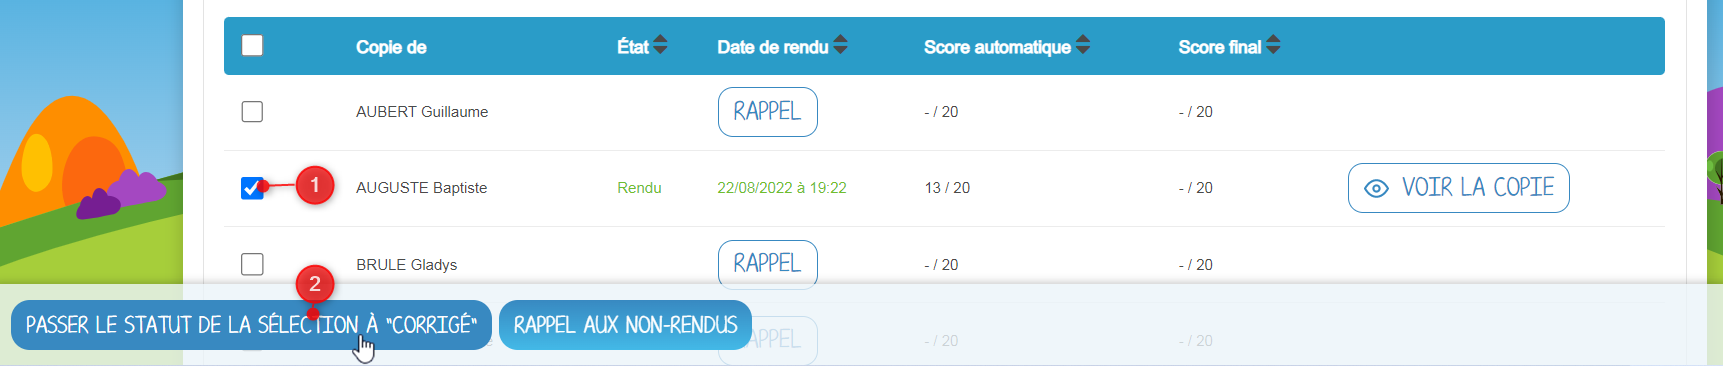 Copie de État Date de rendu Score automatique Score final
AUBERT Guillaume RAPPEL - / 20 - / 20
1
AUGUSTE Baptiste Rendu 22/08/2022 à 19:22 13 / 20 - / 20 VOIR LA COPIE
BRULE Gladys RAPPEL - / 20 - / 20
2
PASSER LE STATUT DE LA SÉLECTION À "CORRIGÉ" RAPPEL AUX NON-RENDUS
RAPPEL - / 20 - / 20